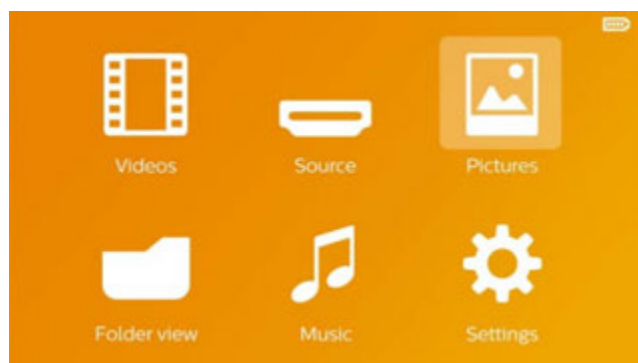 Videos
Source
Pictures
Folder view
Music
Settings